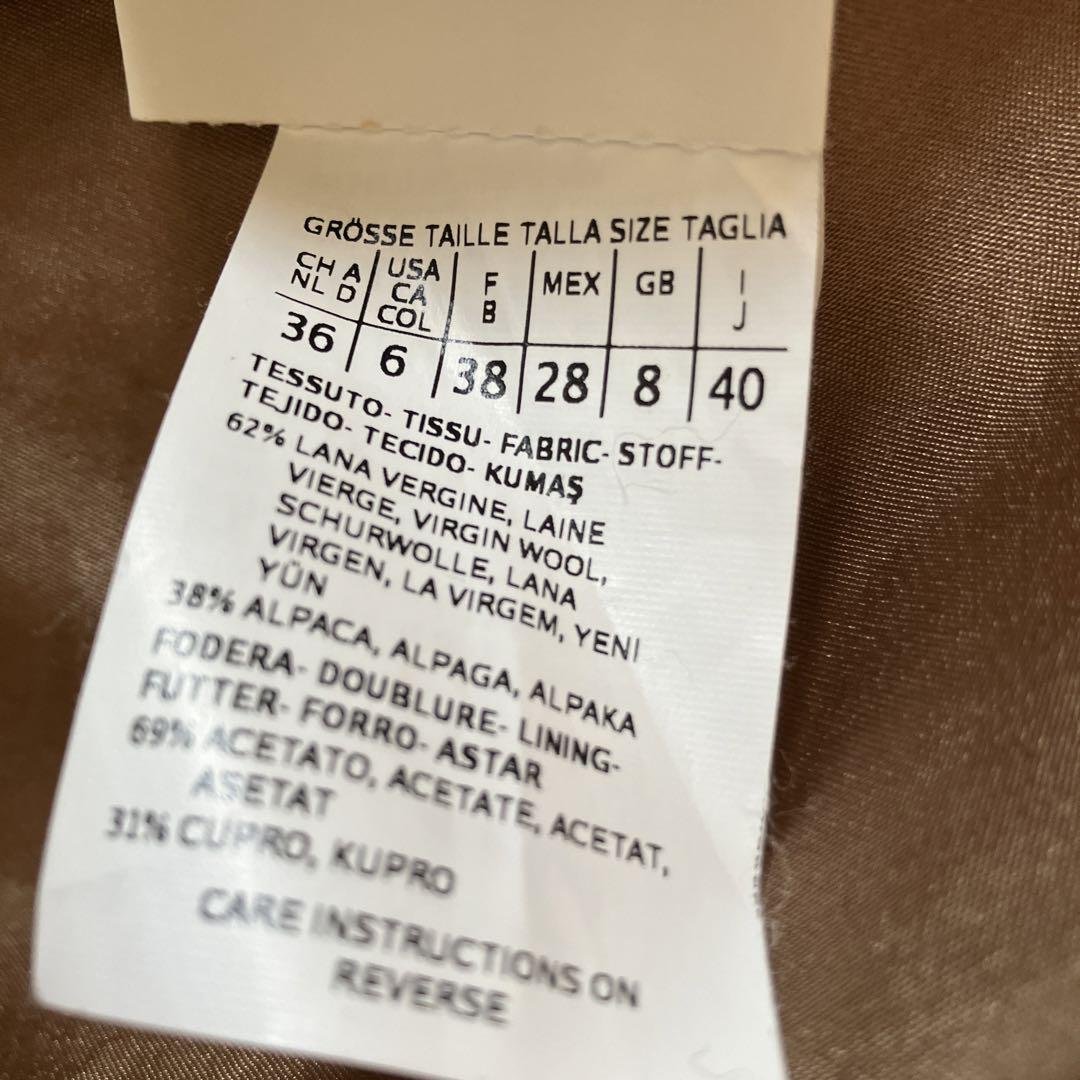 GRÖSSE TAILLE TALLA SIZE TAGLIA
CH A USA F MEX GB I
NL D CA B J
COL
36 6 38 28 8 40
TESSUTO- TISSU- FABRIC- STOFF-
TEJIDO- TECIDO- KUMAŞ
62% LANA VERGINE, LAINE
VIERGE, VIRGIN WOOL,
SCHURWOLLE, LANA
VIRGEN, LA VIRGEM, YENI
YÜN
38% ALPACA, ALPAGA, ALPAKA
FODERA- DOUBLURE- LINING-
FUTTER- FORRO- ASTAR
69% ACETATO, ACETATE, ACETAT,
ASETAT
31% CUPRO, KUPRO
CARE INSTRUCTIONS ON
REVERSE